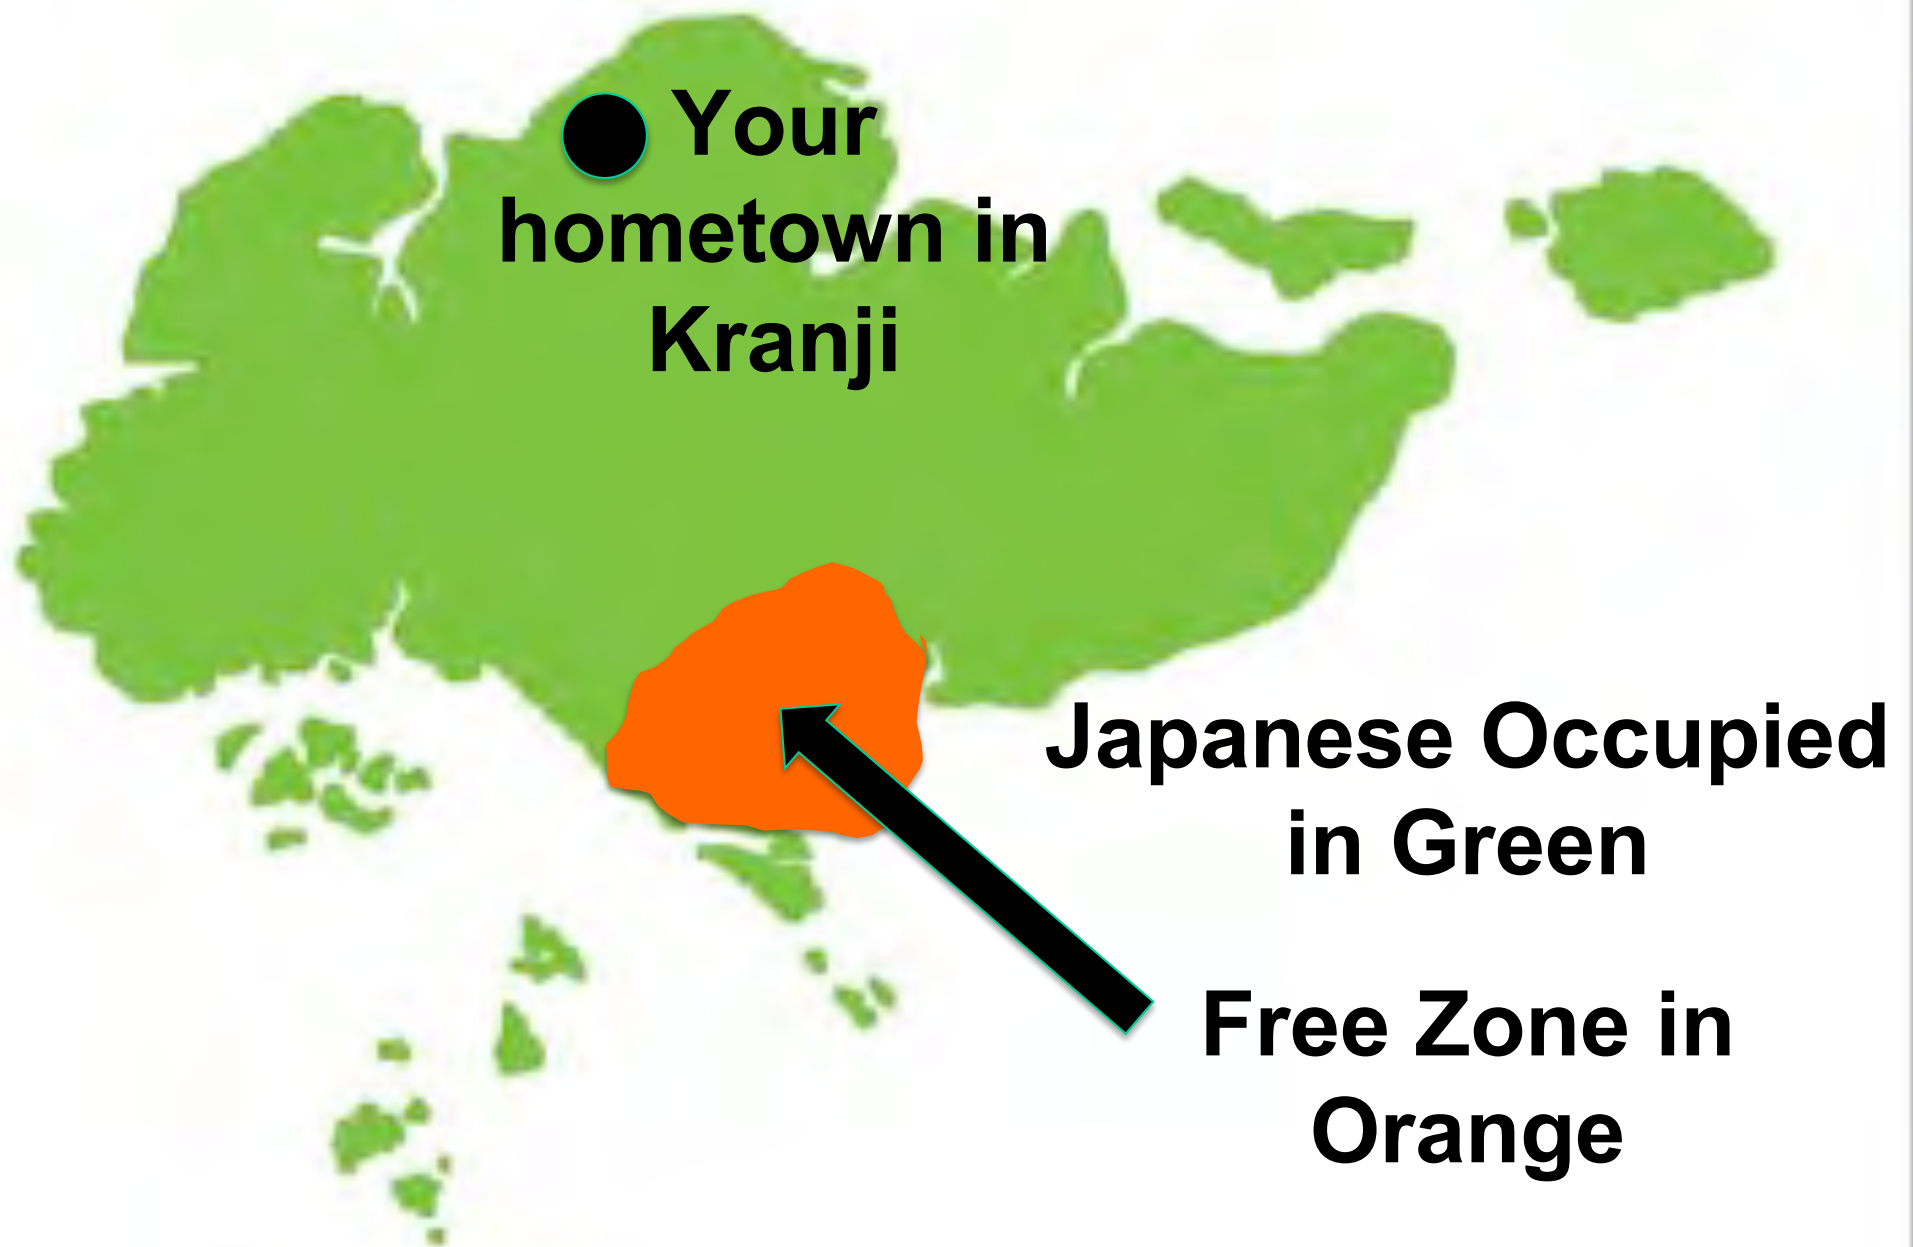 Your
hometown in
Kranji
Japanese Occupied
in Green
Free Zone in
Orange